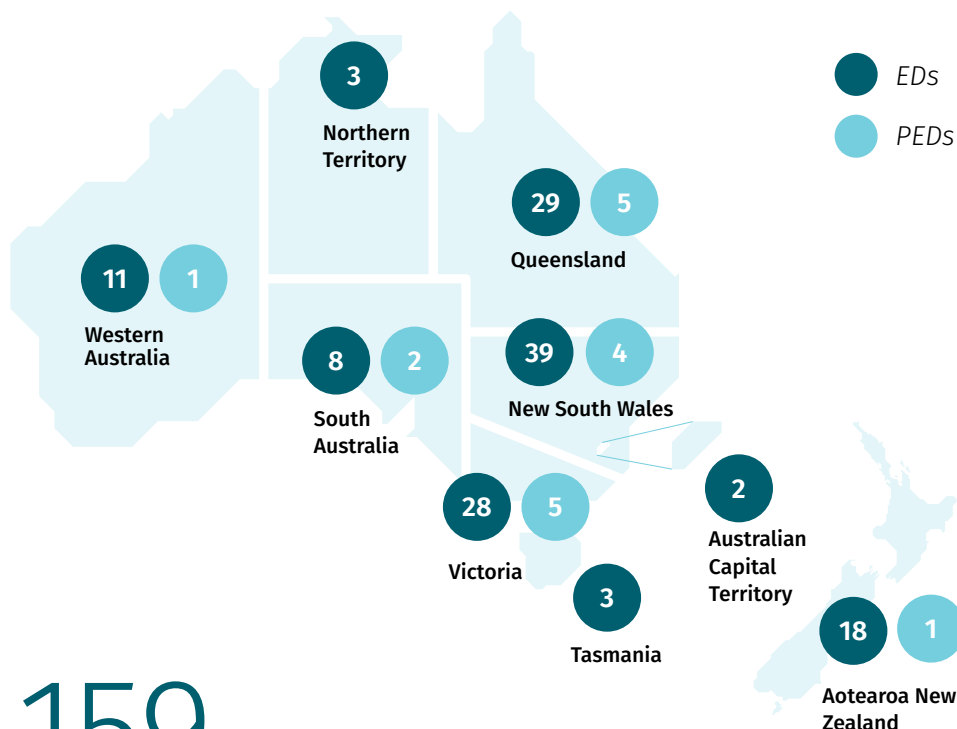 3
Northern
Territory
EDs
PEDs
29 5
Queensland
11 1
Western
Australia
8 2
South
Australia
39 4
New South Wales
28 5
Victoria
2
Australian
Capital
Territory
3
Tasmania
18 1
Aotearoa New
Zealand
159